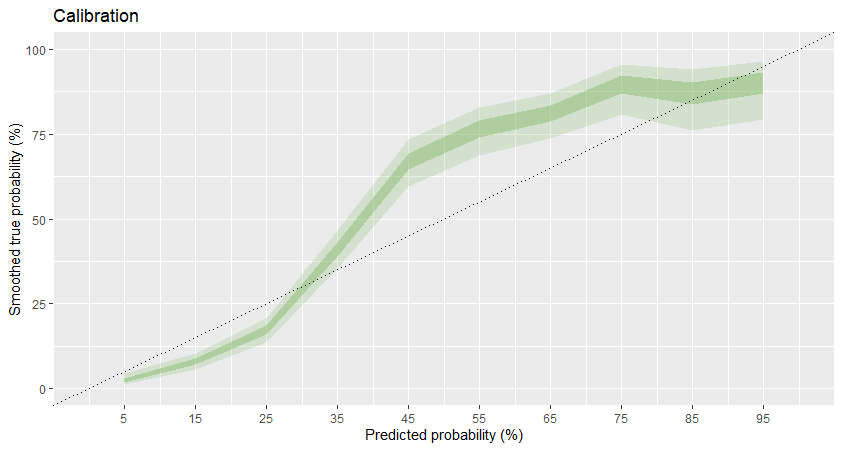 Calibration
Smoothed true probability (%)
100
75
50
25
0
5 15 25 35 45 55 65 75 85 95
Predicted probability (%)